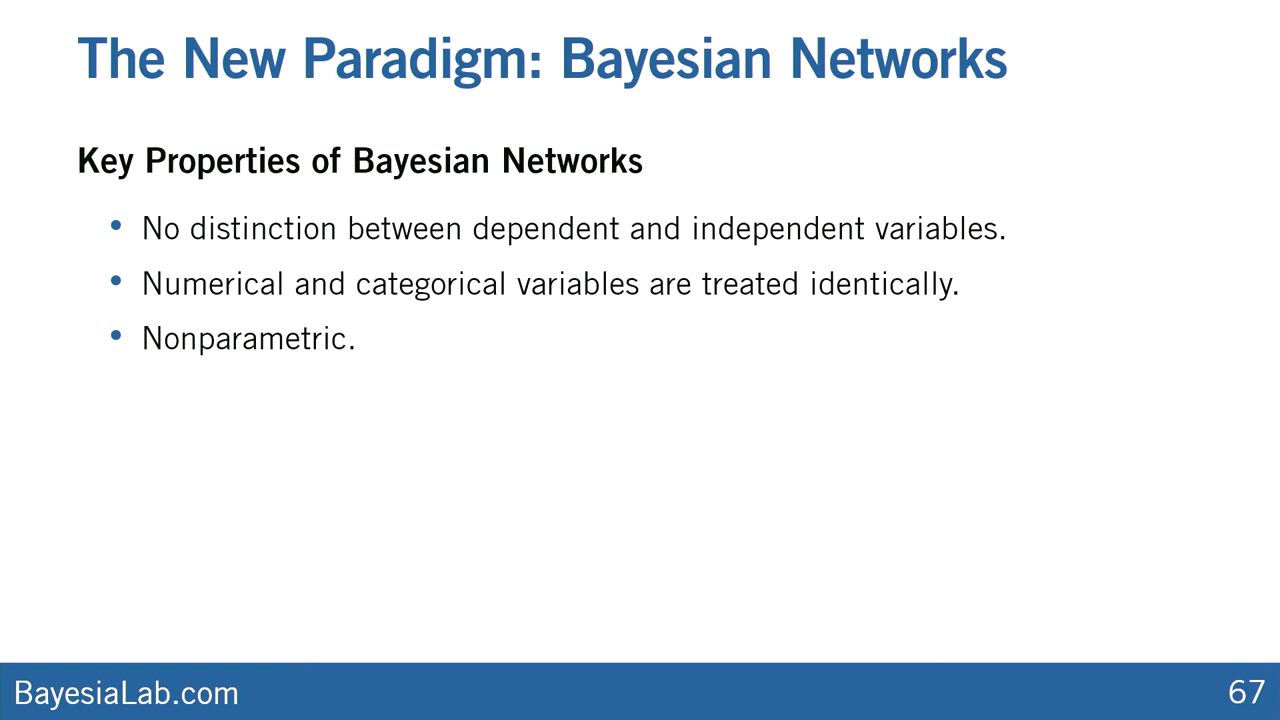 The New Paradigm: Bayesian Networks
Key Properties of Bayesian Networks
• No distinction between dependent and independent variables.
• Numerical and categorical variables are treated identically.
• Nonparametric.
BayesiaLab.com
67